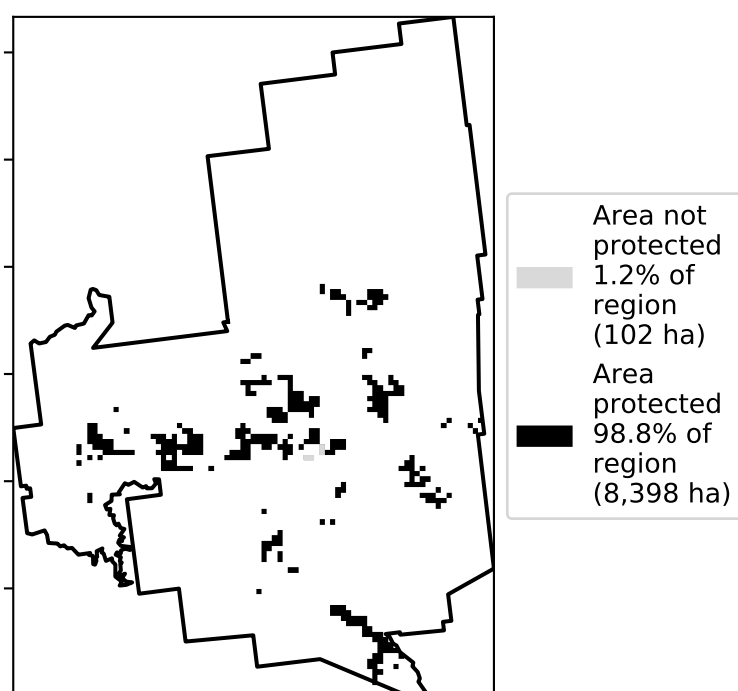 Area not
protected
1.2% of
region
(102 ha)
Area
protected
98.8% of
region
(8,398 ha)